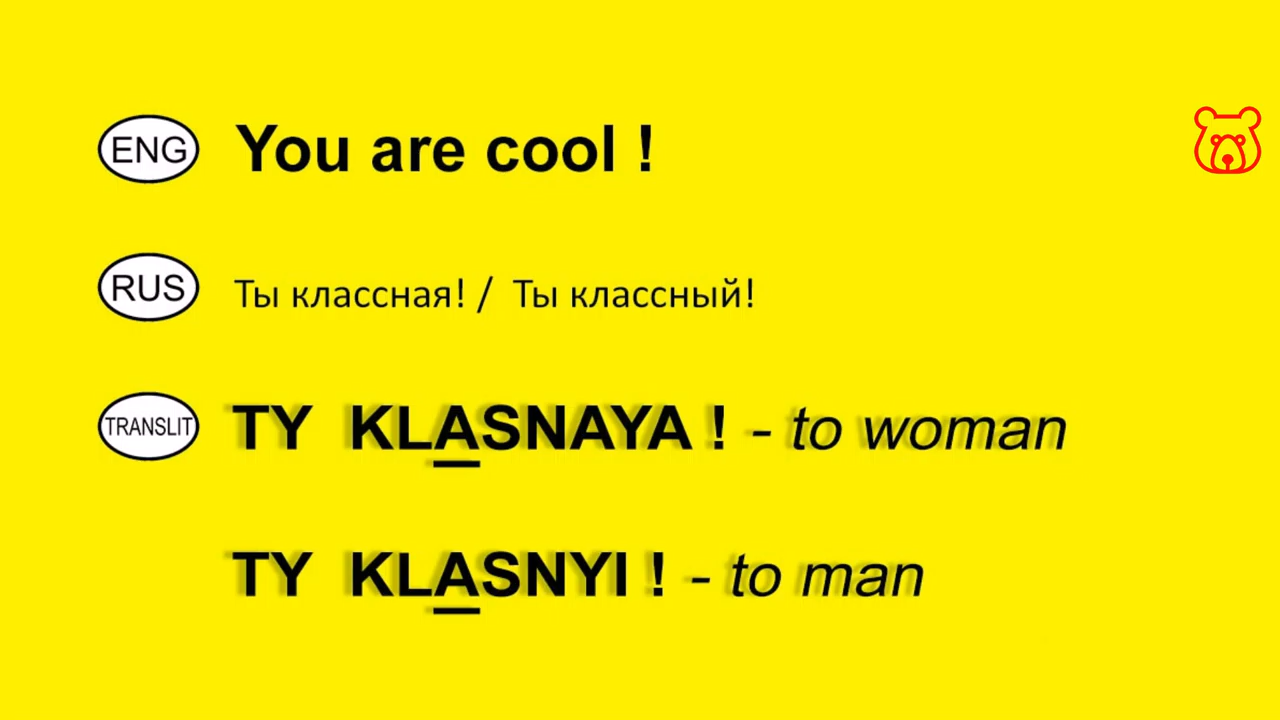 ENG You are cool !
RUS Ты классная! / Ты классный!
TRANSLIT TY KLASNAYA ! - to woman
TY KLASNYI ! - to man